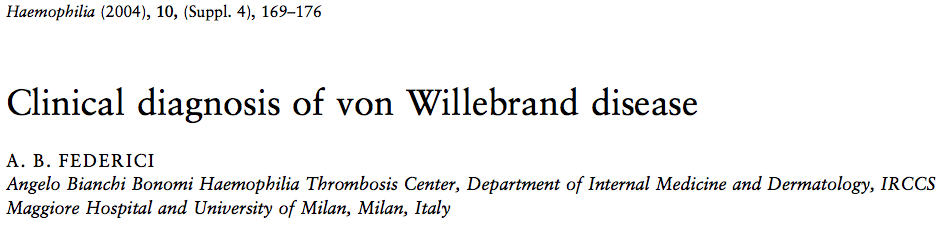 Haemophilia (2004), 10, (Suppl. 4), 169–176
Clinical diagnosis of von Willebrand disease
A. B. FEDERICI
Angelo Bianchi Bonomi Haemophilia Thrombosis Center, Department of Internal Medicine and Dermatology, IRCCS
Maggiore Hospital and University of Milan, Milan, Italy